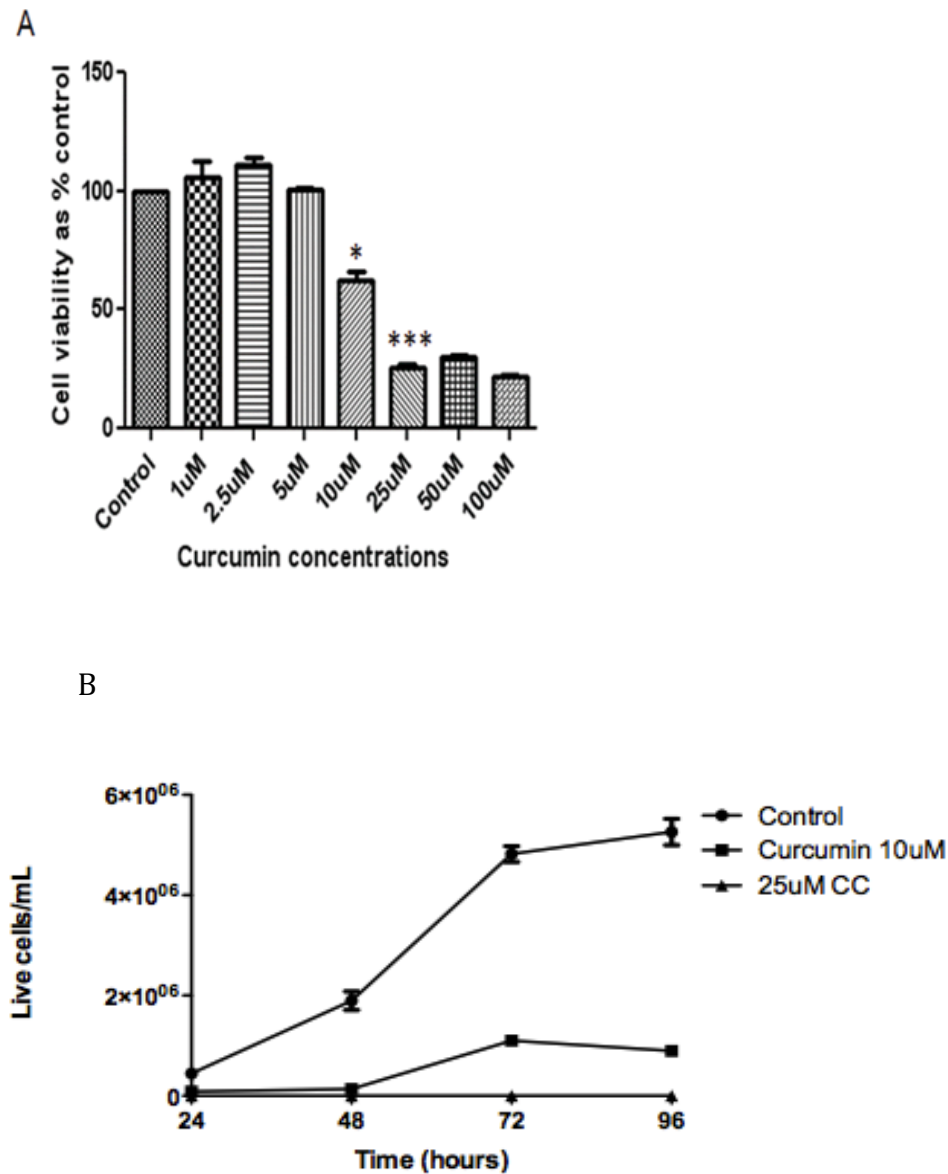 A
Cell viability as % control
150
100
50
0
*
***
Control
1uM
2.5uM
5uM
10uM
25uM
50uM
100uM
Curcumin concentrations
B
Live cells/mL
6×10⁰⁶
4×10⁰⁶
2×10⁰⁶
0
24
48
72
96
Time (hours)
Control
Curcumin 10uM
25uM CC